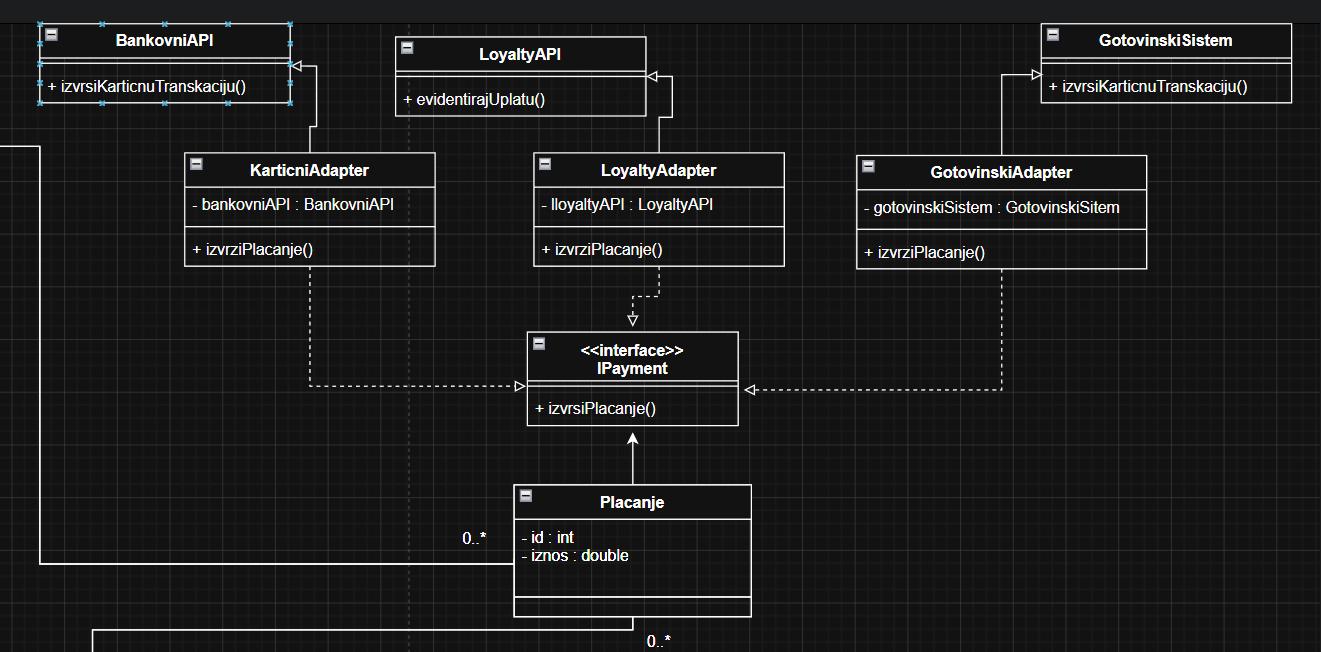 BankovniAPI
+ izvrsiKarticnuTranskaciju()
LoyaltyAPI
+ evidentirajUplatu()
GotovinskiSistem
+ izvrsiKarticnuTranskaciju()
KarticniAdapter
- bankovniAPI : BankovniAPI
+ izvrziPlacanje()
LoyaltyAdapter
- lloyaltyAPI : LoyaltyAPI
+ izvrziPlacanje()
GotovinskiAdapter
- gotovinskiSistem : GotovinskiSitem
+ izvrziPlacanje()
<<interface>>
IPayment
+ izvrsiPlacanje()
Placanje
- id : int
- iznos : double
0..*
0..*